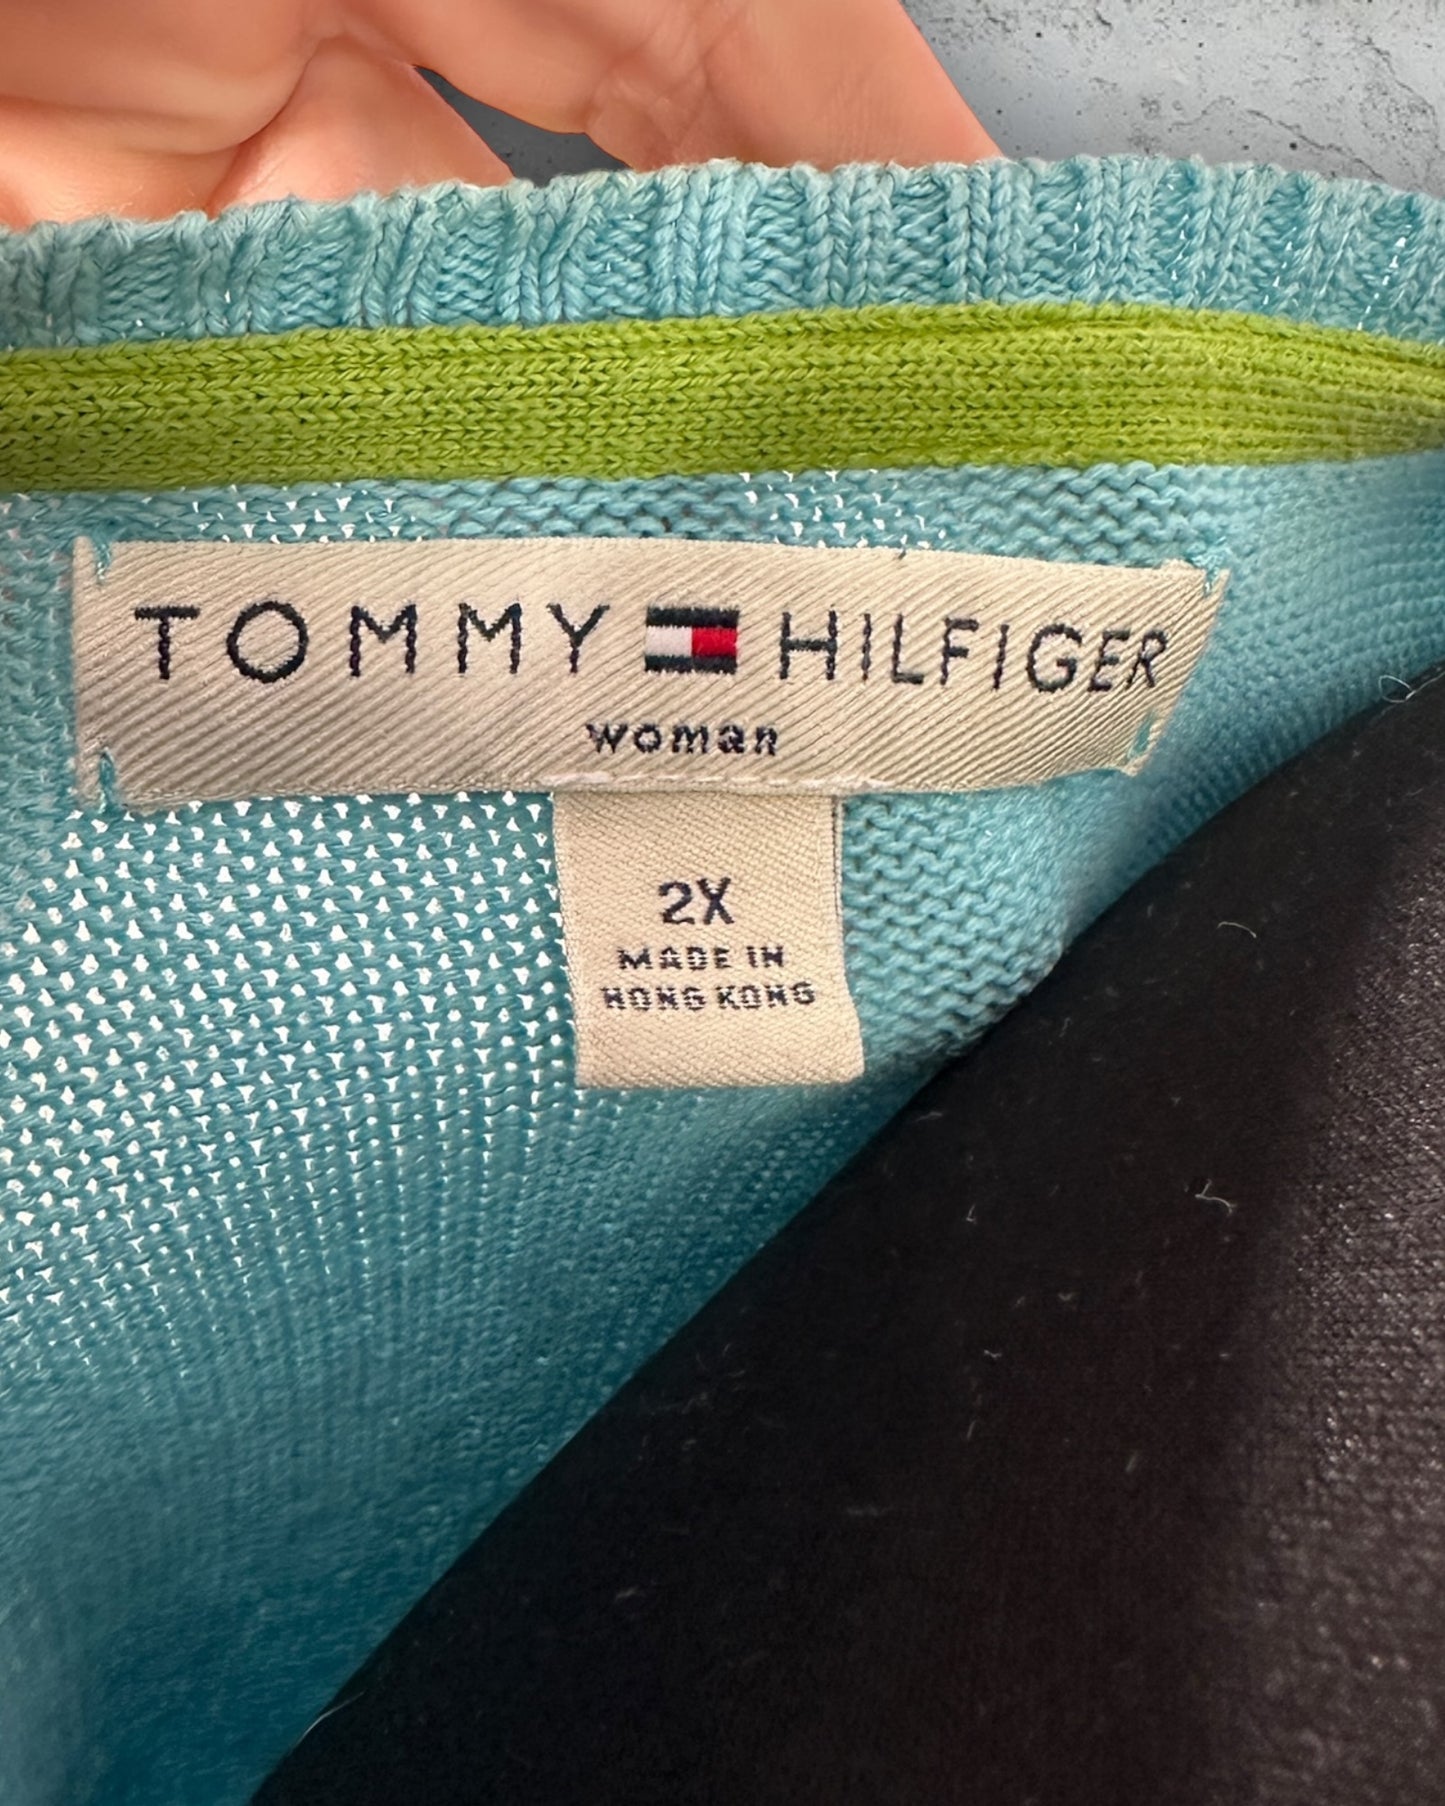 TOMMY HILFIGER
woman
2X
MADE IN
HONG KONG